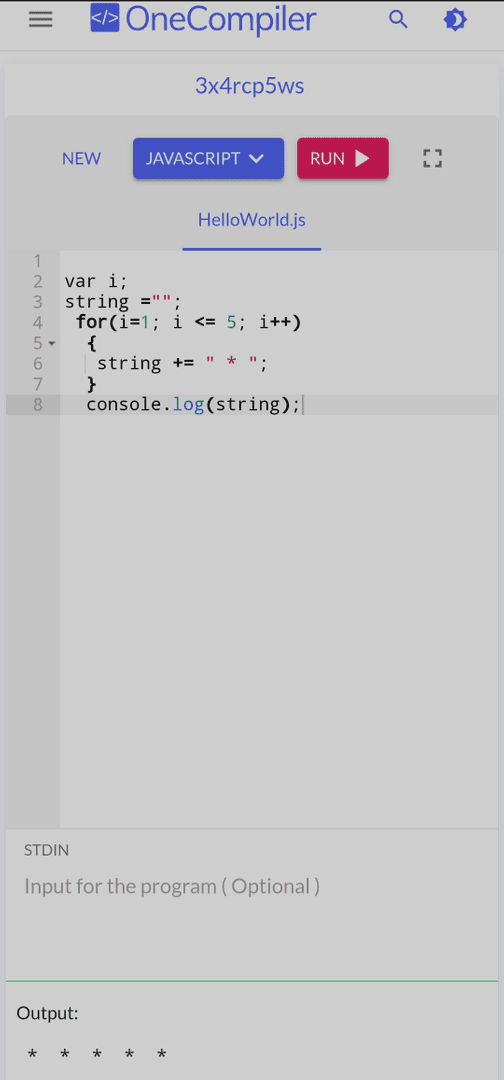 </> OneCompiler
3x4rcp5ws
NEW JAVASCRIPT RUN
HelloWorld.js
1
2 var i;
3 string ="";
4 for(i=1; i <= 5; i++)
5 {
6 string += " * ";
7 }
8 console.log(string);
STDIN
Input for the program ( Optional )
Output:
* * * * *